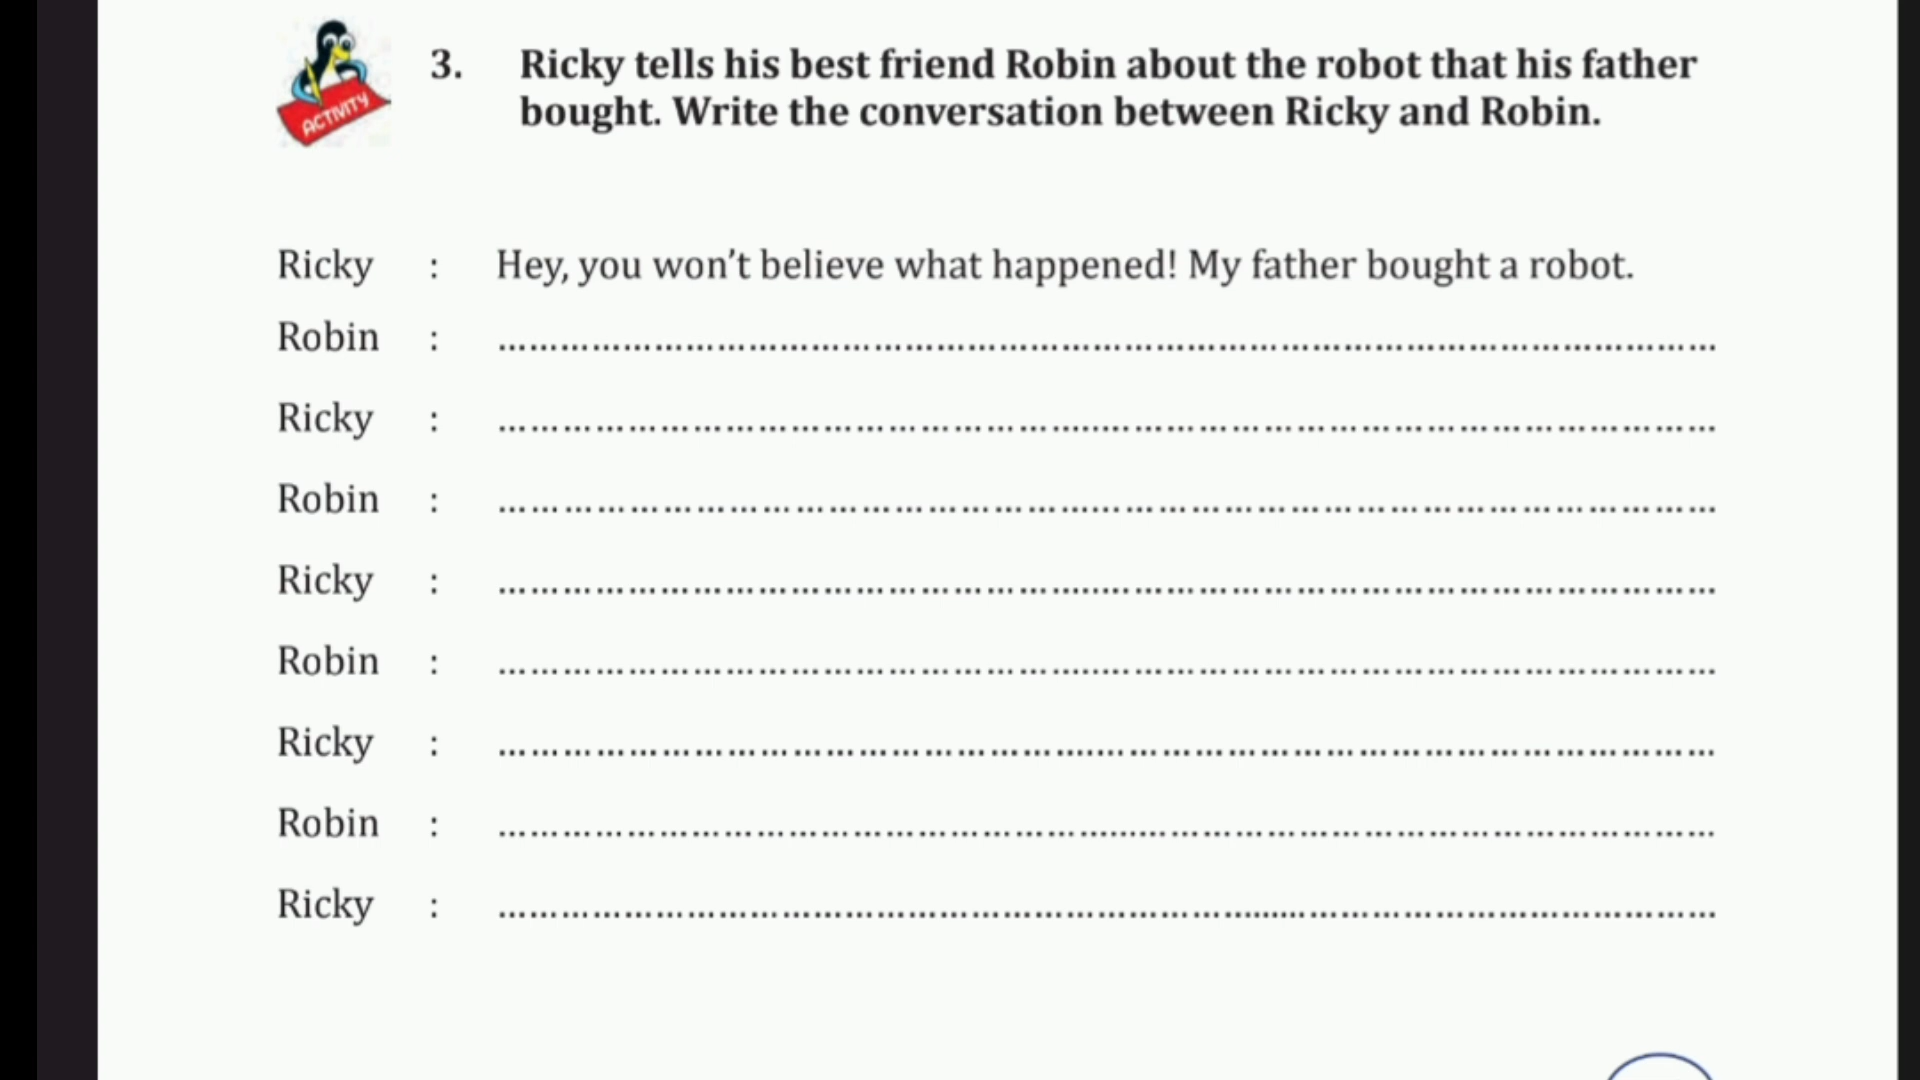 ACTIVITY
3. Ricky tells his best friend Robin about the robot that his father
bought. Write the conversation between Ricky and Robin.
Ricky : Hey, you won’t believe what happened! My father bought a robot.
Robin : ................................................................
Ricky : ................................................................
Robin : ................................................................
Ricky : ................................................................
Robin : ................................................................
Ricky : ................................................................
Robin : ................................................................
Ricky : ................................................................